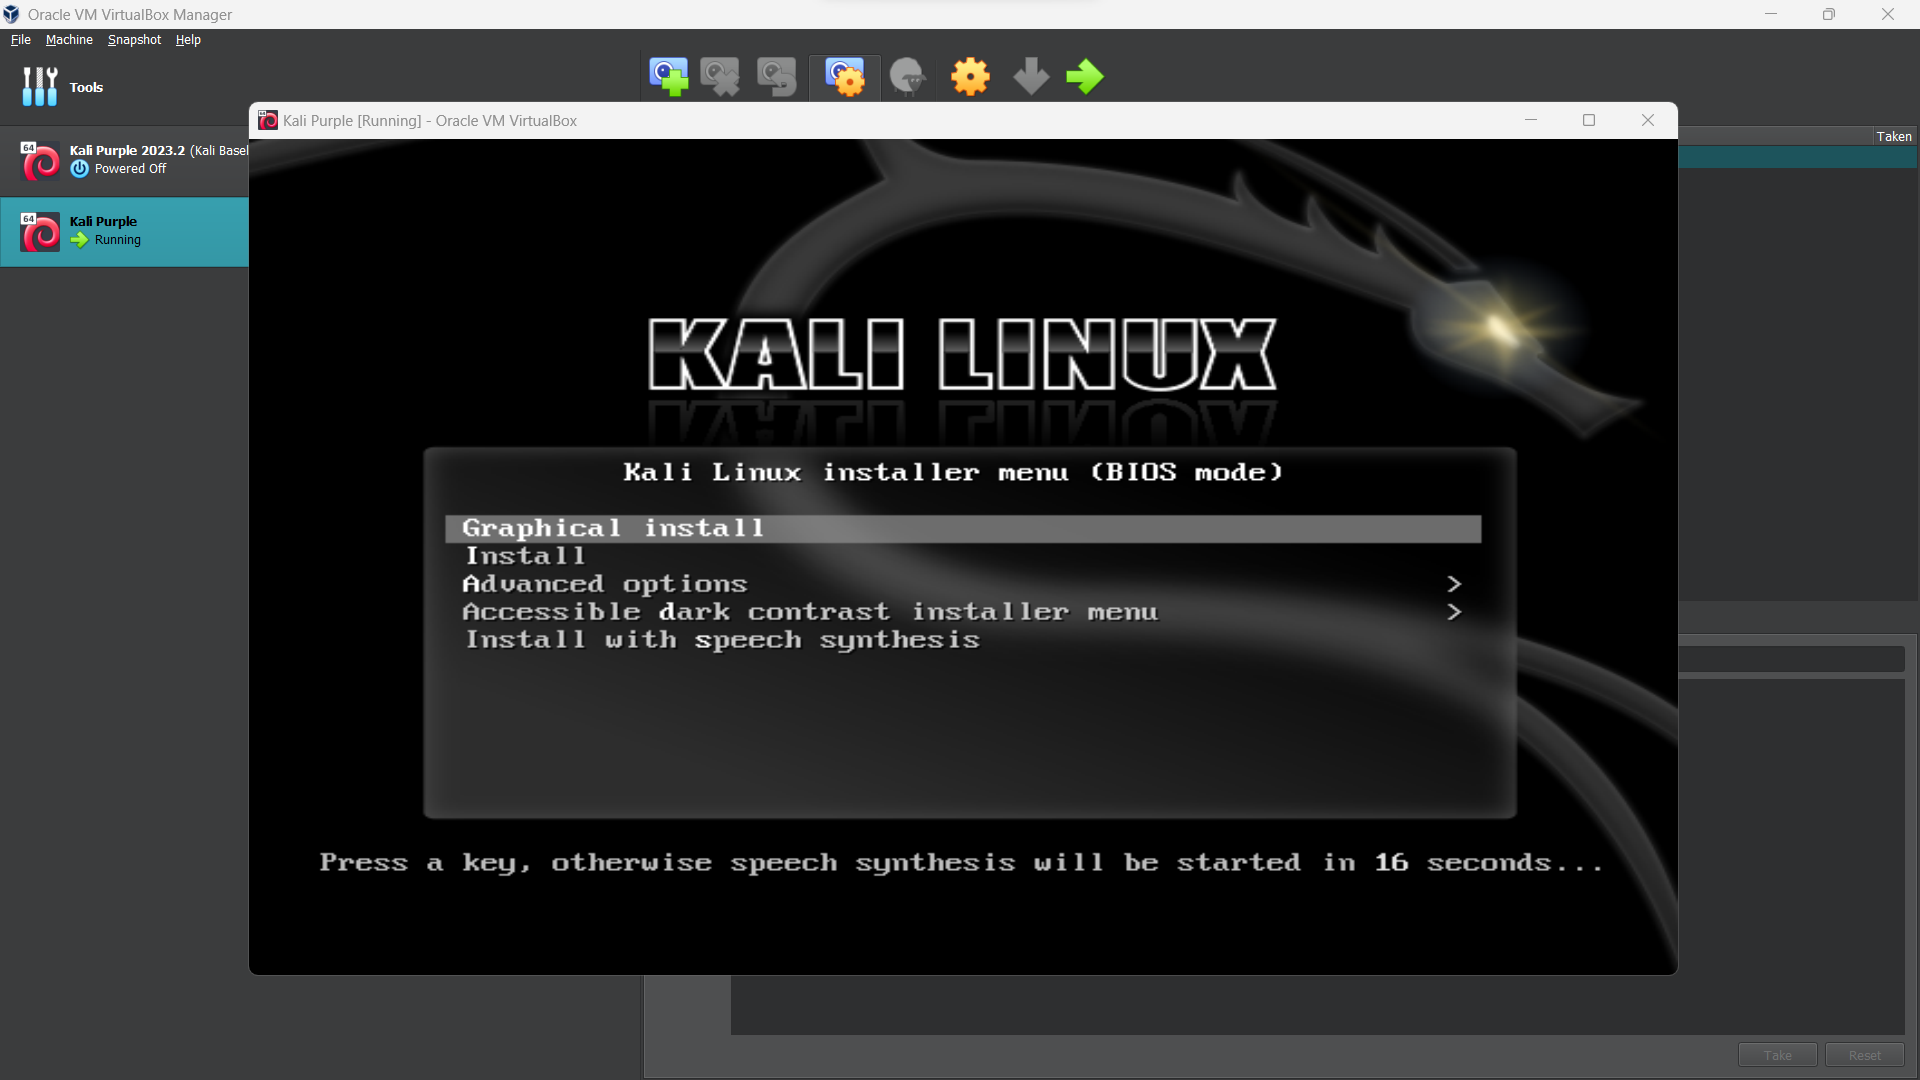 Oracle VM VirtualBox Manager
File Machine Snapshot Help
Tools
Kali Purple [Running] - Oracle VM VirtualBox
Taken
64
Kali Purple 2023.2 (Kali Basel
Powered Off
64
Kali Purple
Running
KALI LINUX
Kali Linux installer menu (BIOS mode)
Graphical install
Install
Advanced options >
Accessible dark contrast installer menu >
Install with speech synthesis
Press a key, otherwise speech synthesis will be started in 16 seconds...
Take Reset